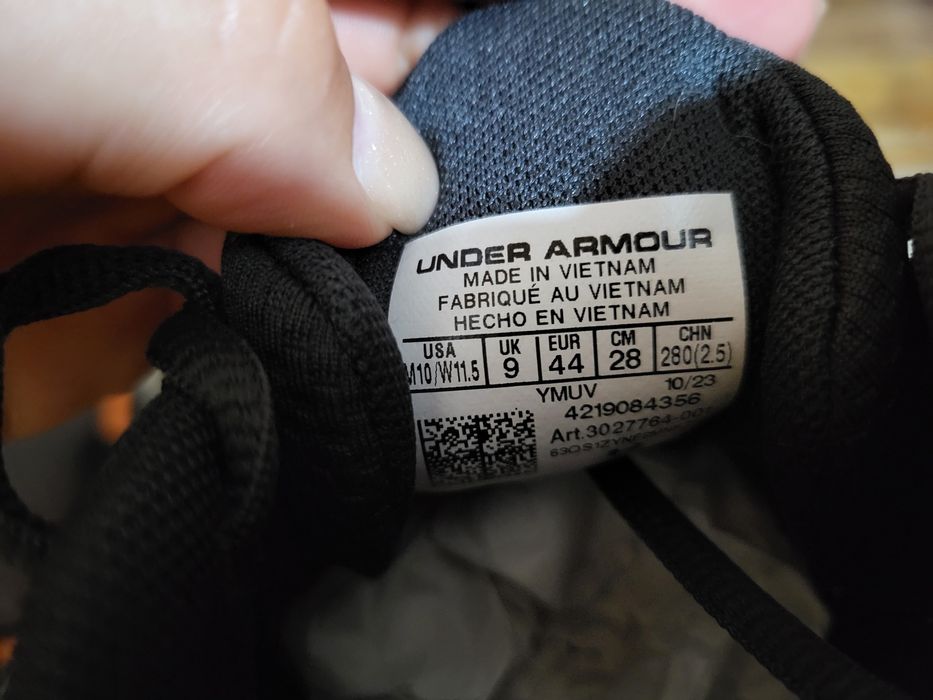 UNDER ARMOUR
MADE IN VIETNAM
FABRIQUÉ AU VIETNAM
HECHO EN VIETNAM
USA UK EUR CM CHN
M10/W11.5 9 44 28 280(2.5)
YMUV 10/23
4219084356
Art.3027764-001